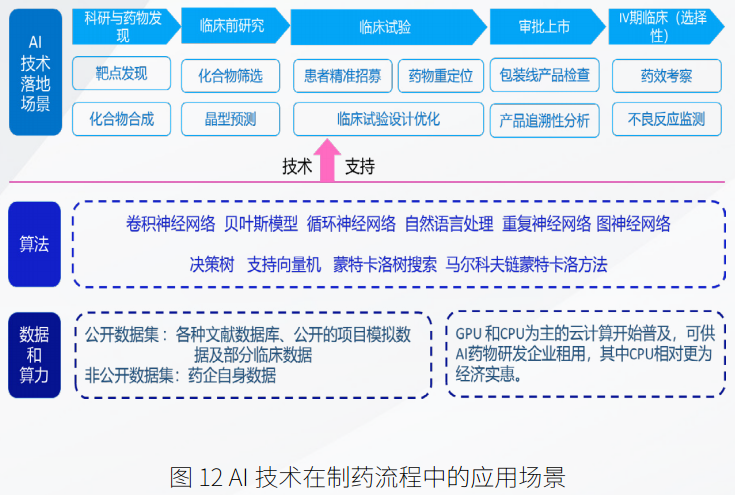 AI
技术
落地
场景
科研与药物发
现
临床前研究
临床试验
审批上市
IV期临床（选择
性）
靶点发现
化合物筛选
患者精准招募
药物重定位
包装线产品检查
药效考察
化合物合成
晶型预测
临床试验设计优化
产品追溯性分析
不良反应监测
技术
支持
算法
卷积神经网络 贝叶斯模型 循环神经网络 自然语言处理 重复神经网络 图神经网络
决策树 支持向量机 蒙特卡洛树搜索 马尔科夫链蒙特卡洛方法
数据
和
算力
公开数据集：各种文献数据库、公开的项目模拟数
据及部分临床数据
非公开数据集：药企自身数据
GPU 和CPU为主的云计算开始普及，可供
AI药物研发企业租用，其中CPU相对更为
经济实惠。
图 12 AI 技术在制药流程中的应用场景